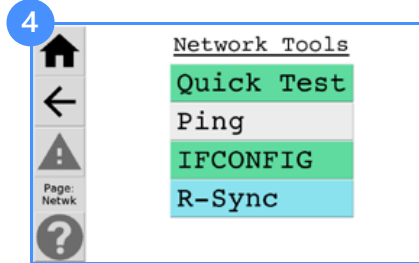 4
Network Tools
Quick Test
Ping
IFCONFIG
R-Sync
Page:
Netwk
?